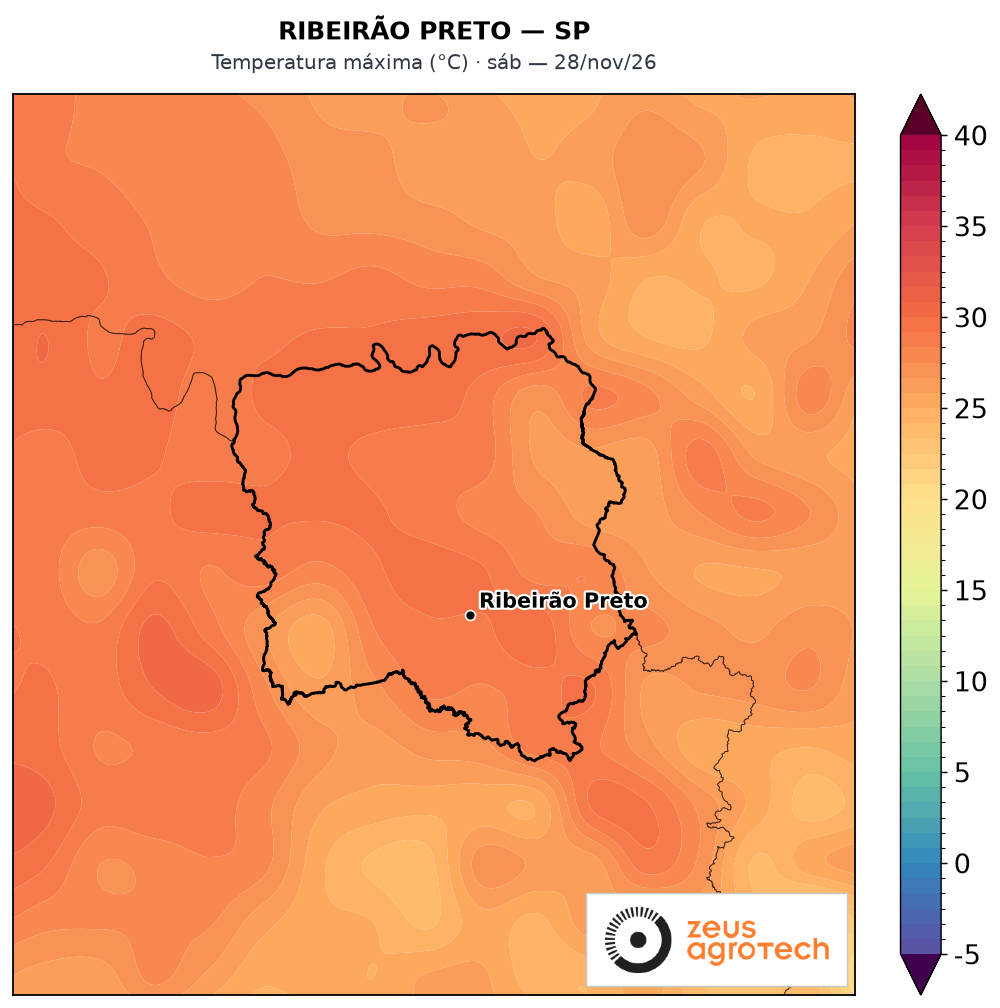 RIBEIRÃO PRETO — SP
Temperatura máxima (°C) · sáb — 28/nov/26
40
35
30
25
20
15
10
5
0
-5
Ribeirão Preto
zeus
agrotech